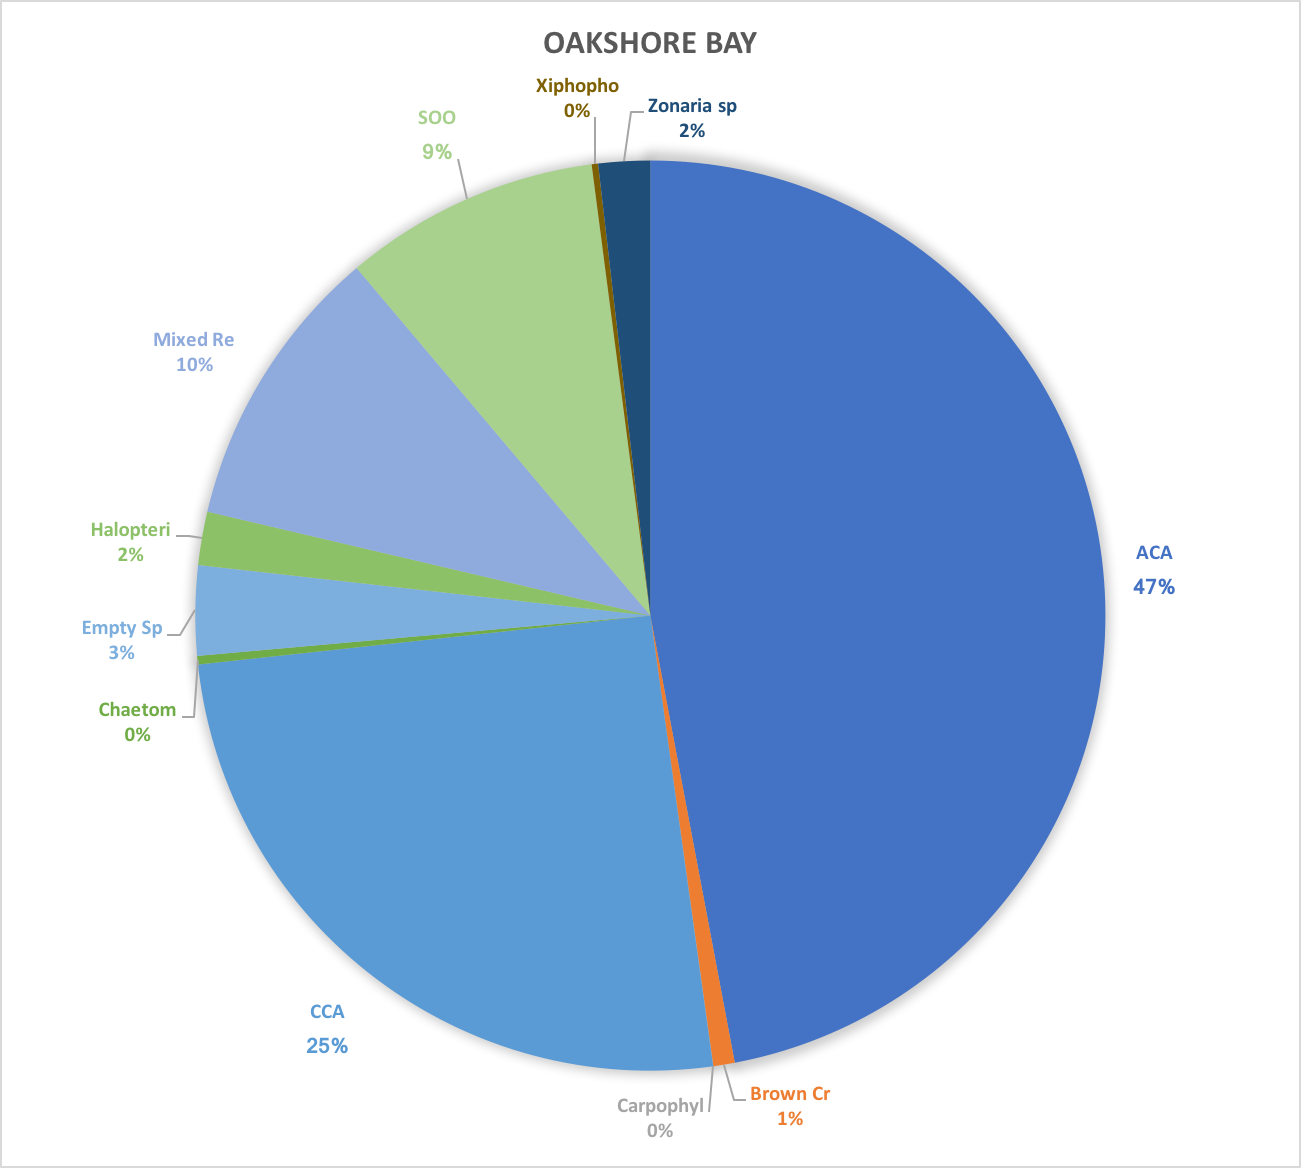 OAKSHORE BAY
Xiphopho
0%
Zonaria sp
2%
SOO
9%
Mixed Re
10%
Halopteri
2%
Empty Sp
3%
Chaetom
0%
ACA
47%
CCA
25%
Carpophyl
0%
Brown Cr
1%